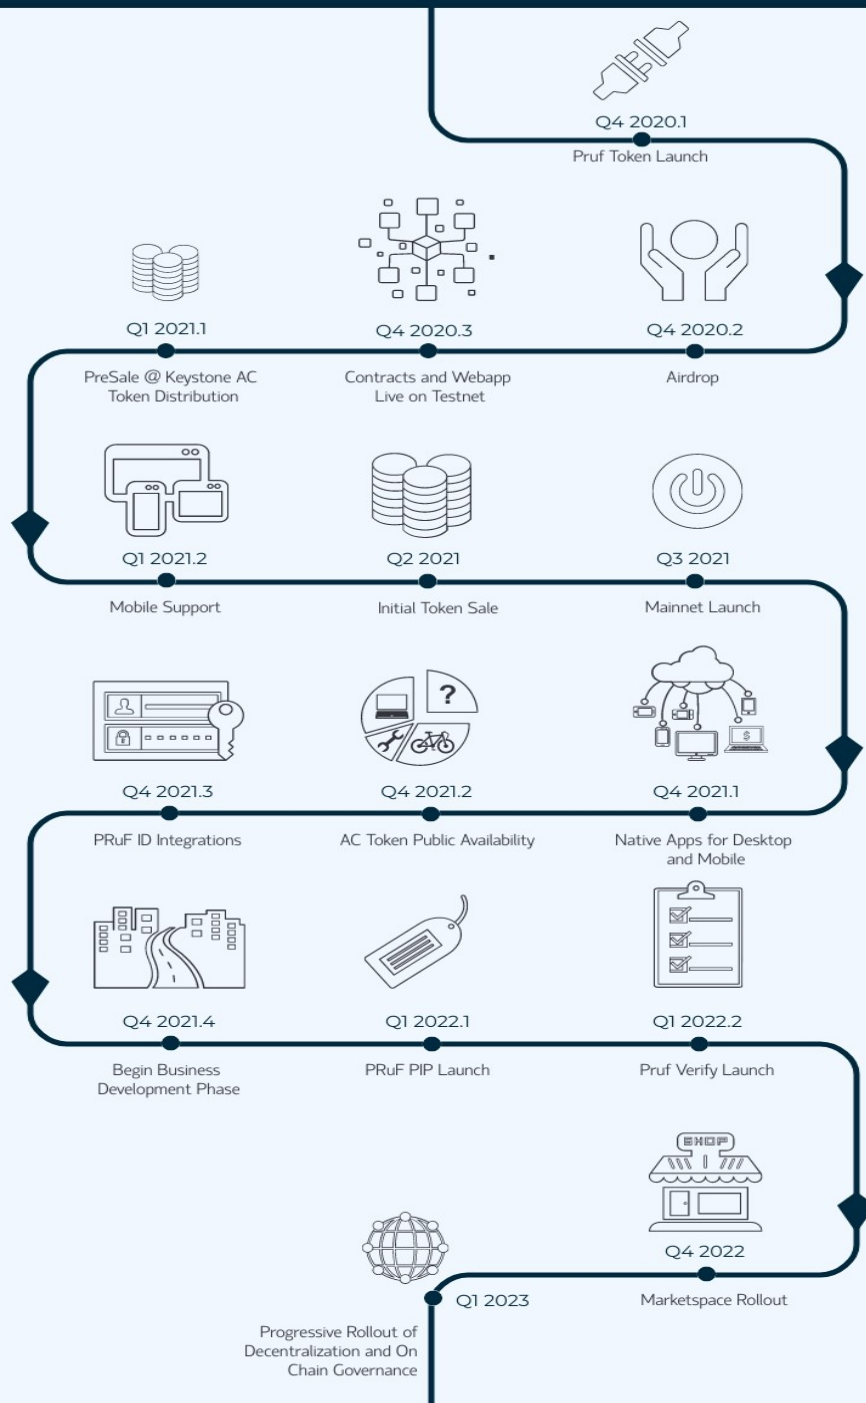 Q4 2020.1
Pruf Token Launch
Q4 2020.2
Airdrop
Q4 2020.3
Contracts and Webapp
Live on Testnet
Q1 2021.1
PreSale @ Keystone AC
Token Distribution
Q1 2021.2
Mobile Support
Q2 2021
Initial Token Sale
Q3 2021
Mainnet Launch
$
Q4 2021.1
Native Apps for Desktop
and Mobile
?
Q4 2021.2
AC Token Public Availability
Q4 2021.3
PRuF ID Integrations
Q4 2021.4
Begin Business
Development Phase
Q1 2022.1
PRuF PIP Launch
Q1 2022.2
Pruf Verify Launch
SHOP
Q4 2022
Marketspace Rollout
Q1 2023
Progressive Rollout of
Decentralization and On
Chain Governance